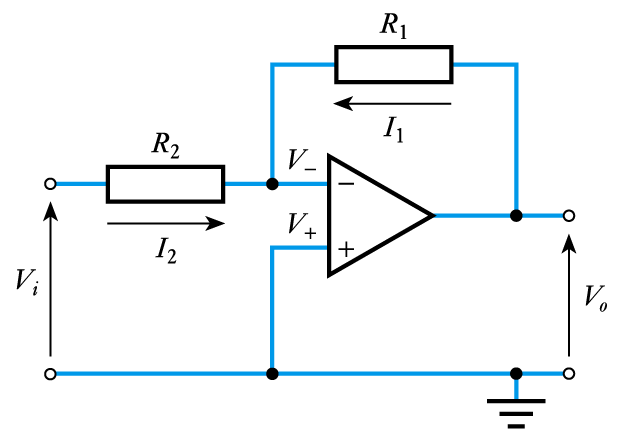 R₁
I₁
R₂
V₋
−
I₂
V₊
+
Vᵢ
Vₒ